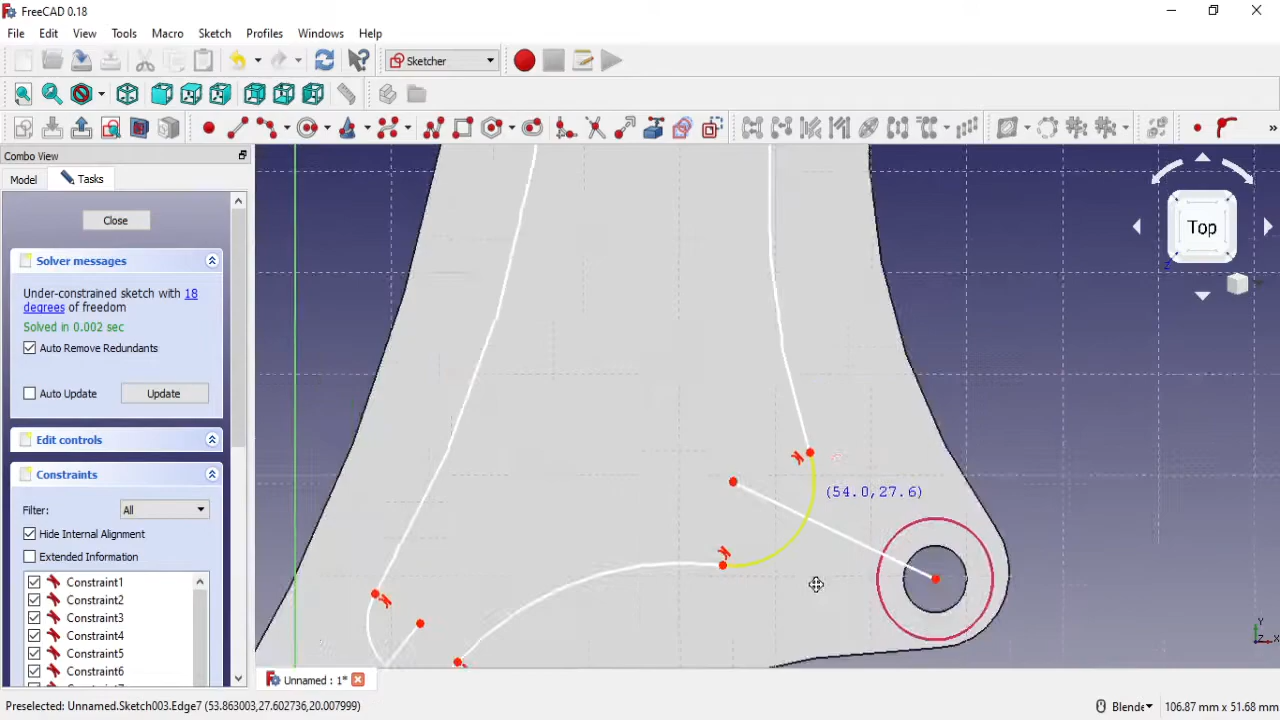 FreeCAD 0.18
File Edit View Tools Macro Sketch Profiles Windows Help
Sketcher
Combo View
Model Tasks
Close
Solver messages
Under-constrained sketch with 18
degrees of freedom
Solved in 0.002 sec
Auto Remove Redundants
Auto Update Update
Edit controls
Constraints
Filter: All
Hide Internal Alignment
Extended Information
Constraint1
Constraint2
Constraint3
Constraint4
Constraint5
Constraint6
Top
Z
(54.0,27.6)
Y
Z X
Unnamed : 1*
Preselected: Unnamed.Sketch003.Edge7 (53.863003,27.602736,20.007999) Blende 106.87 mm x 51.68 mm